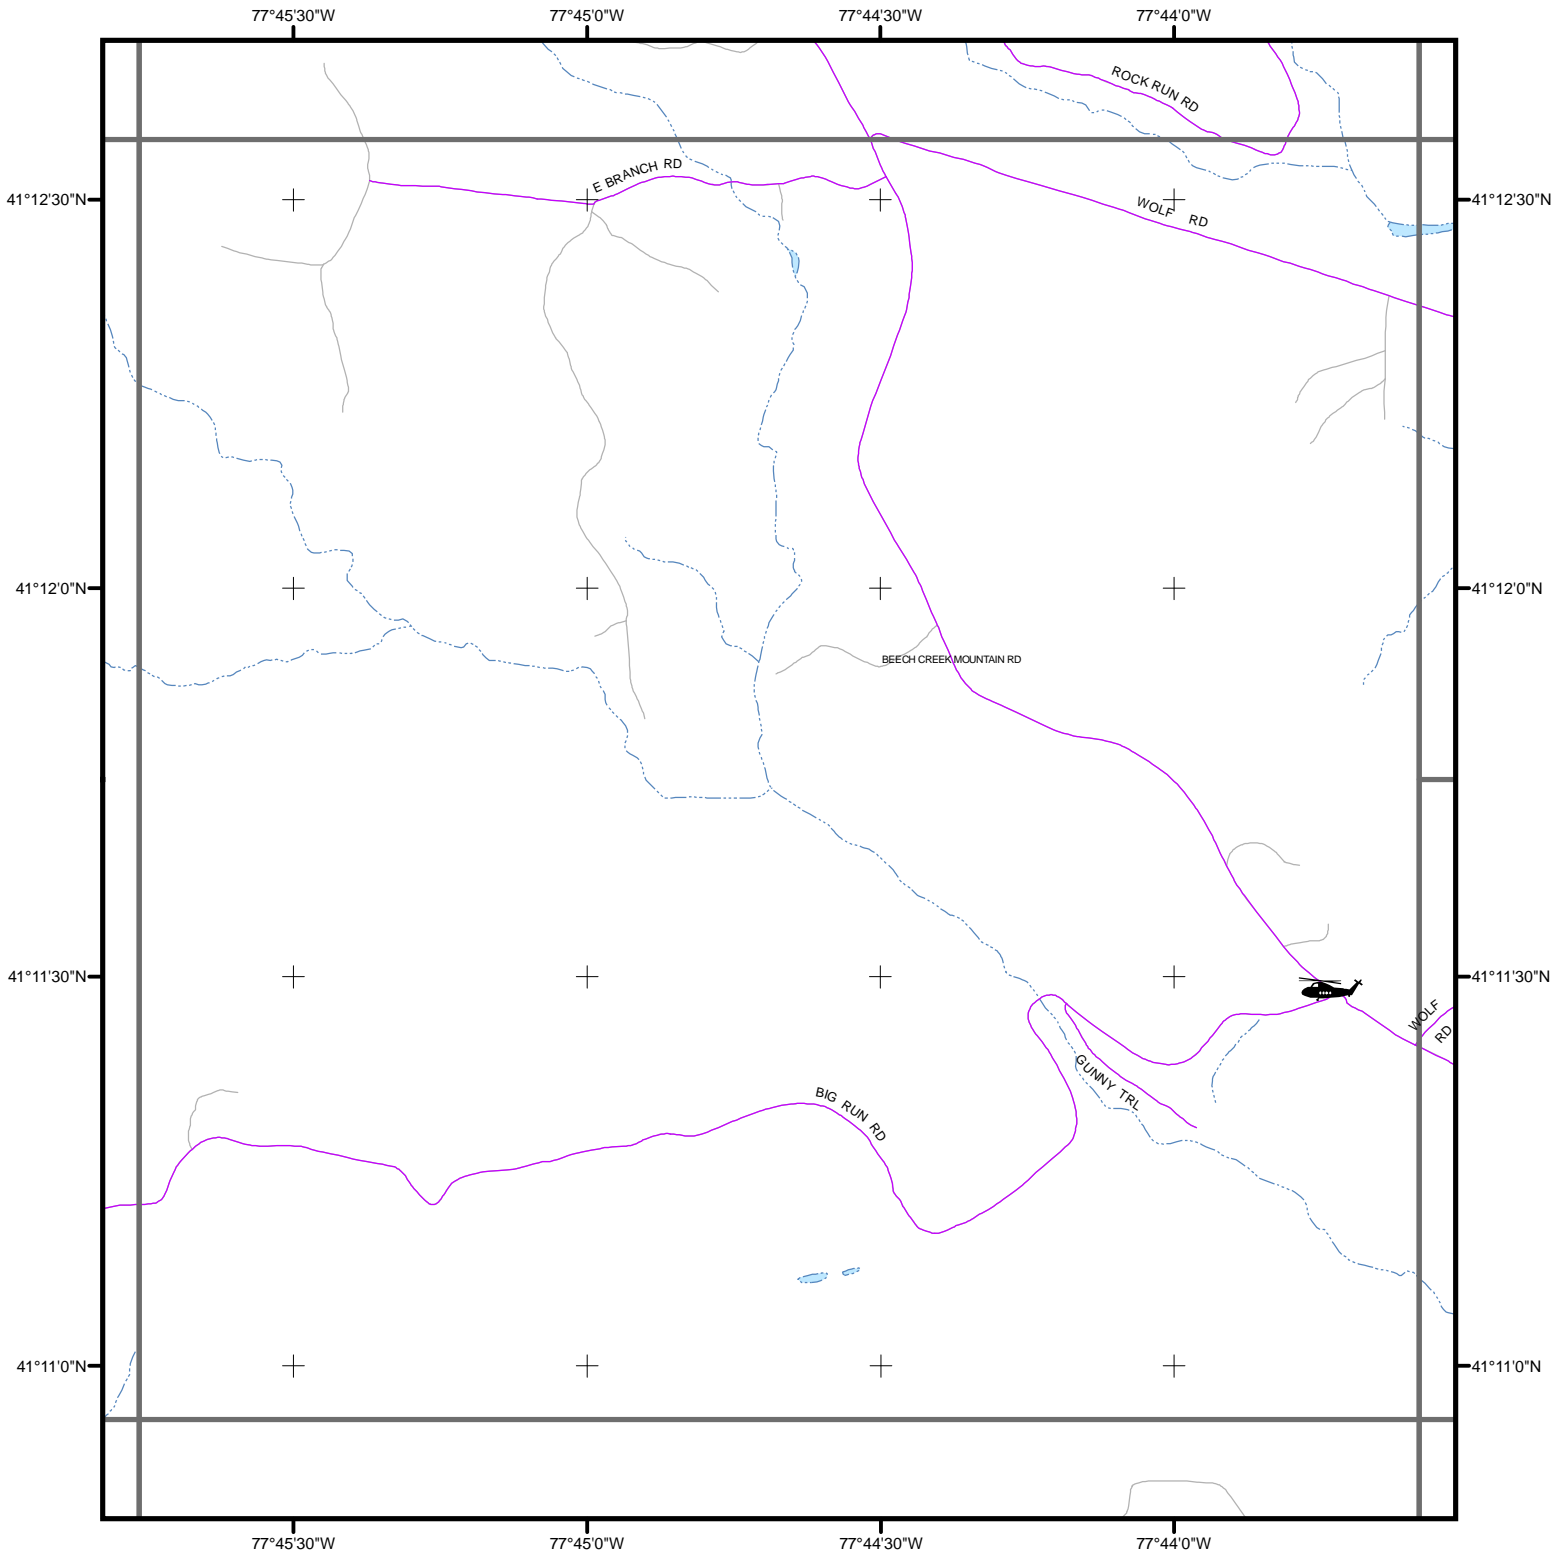 77°45'30"W 77°45'0"W 77°44'30"W 77°44'0"W
ROCK RUN RD
E BRANCH RD
41°12'30"N 41°12'30"N
WOLF RD
41°12'0"N 41°12'0"N
BEECH CREEK MOUNTAIN RD
41°11'30"N 41°11'30"N
WOLF RD
GUNNY TRL
BIG RUN RD
41°11'0"N 41°11'0"N
77°45'30"W 77°45'0"W 77°44'30"W 77°44'0"W